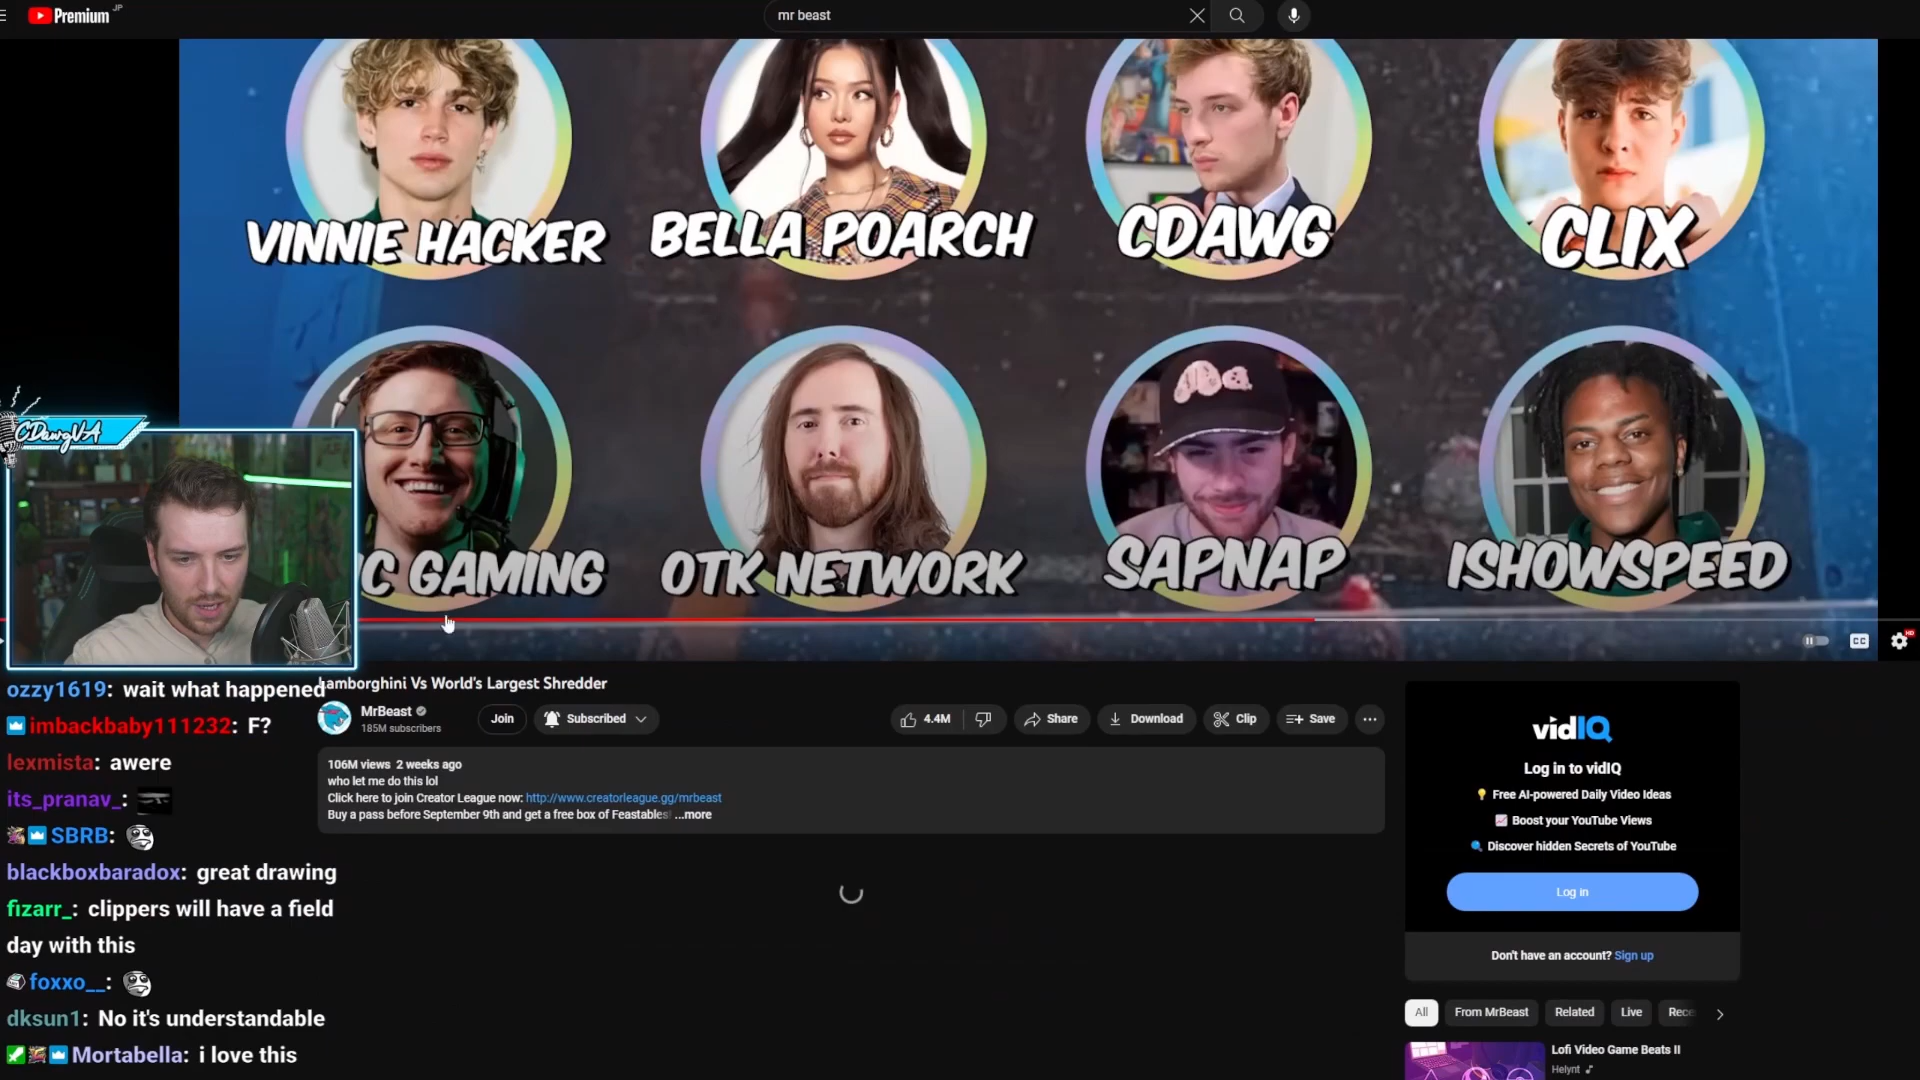 Premium JP
mr beast
VINNIE HACKER
BELLA POARCH
CDAWG
CLIX
C GAMING
OTK NETWORK
SAPNAP
ISHOWSPEED
CDawgVA
CC
HD
Lamborghini Vs World's Largest Shredder
MrBeast
185M subscribers
Join
Subscribed
4.4M
Share
Download
Clip
Save
106M views 2 weeks ago
who let me do this lol
Click here to join Creator League now: http://www.creatorleague.gg/mrbeast
Buy a pass before September 9th and get a free box of Feastables ...more
ozzy1619: wait what happened
imbackbaby111232: F?
lexmista: awere
its_pranav_:
SBRB:
blackboxbaradox: great drawing
fizarr_: clippers will have a field
day with this
foxxo__:
dksun1: No it's understandable
Mortabella: i love this
vidIQ
Log in to vidIQ
Free AI-powered Daily Video Ideas
Boost your YouTube Views
Discover hidden Secrets of YouTube
Log in
Don't have an account? Sign up
All
From MrBeast
Related
Live
Rece
Lofi Video Game Beats II
Helynt